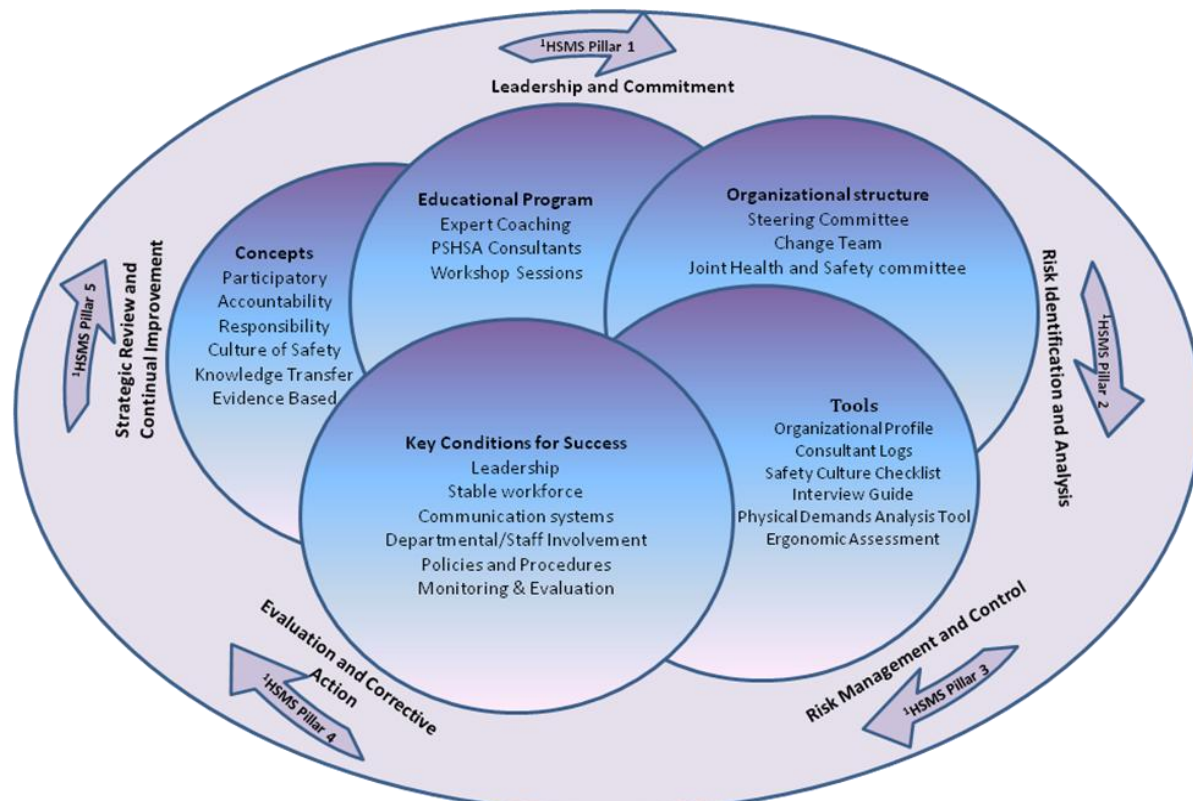 ¹HSMS Pillar 1
Leadership and Commitment
Educational Program
Expert Coaching
PSHSA Consultants
Workshop Sessions
Organizational structure
Steering Committee
Change Team
Joint Health and Safety committee
Concepts
Participatory
Accountability
Responsibility
Culture of Safety
Knowledge Transfer
Evidence Based
¹HSMS Pillar 5
Strategic Review and
Continual Improvement
¹HSMS Pillar 2
Risk Identification and Analysis
Key Conditions for Success
Leadership
Stable workforce
Communication systems
Departmental/Staff Involvement
Policies and Procedures
Monitoring & Evaluation
Tools
Organizational Profile
Consultant Logs
Safety Culture Checklist
Interview Guide
Physical Demands Analysis Tool
Ergonomic Assessment
Evaluation and Corrective
Action
¹HSMS Pillar 4
Risk Management and Control
¹HSMS Pillar 3